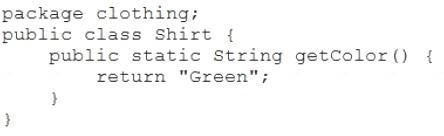 package clothing;
public class Shirt {
    public static String getColor() {
        return "Green";
    }
}